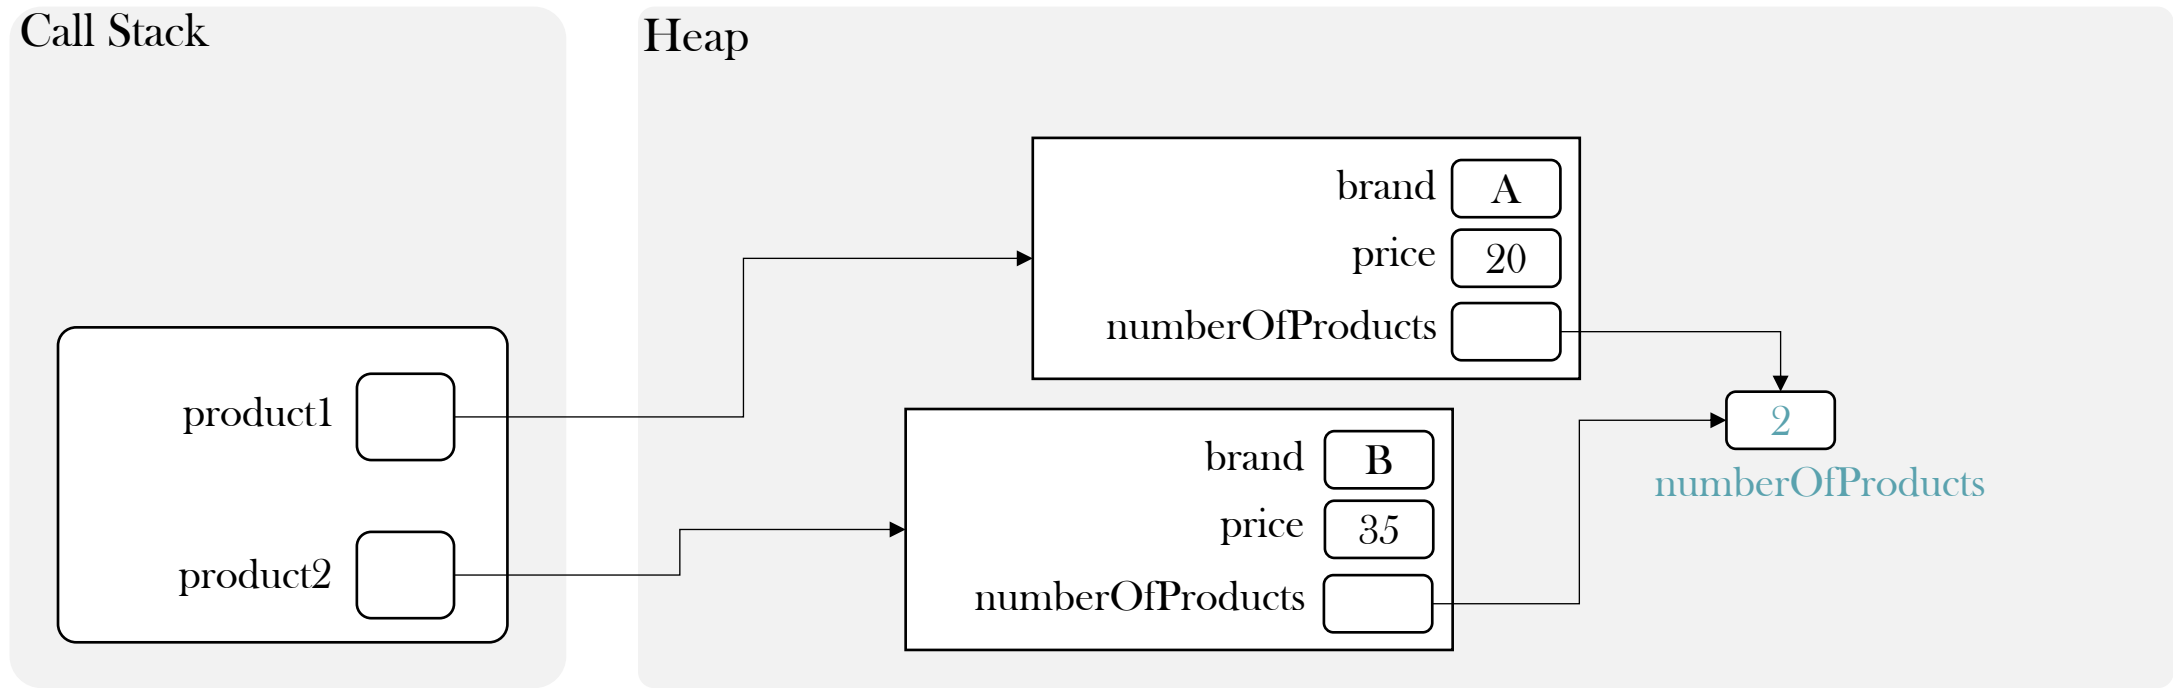 Call Stack
Heap
brand A
price 20
numberOfProducts
product1
2
numberOfProducts
brand B
price 35
product2
numberOfProducts